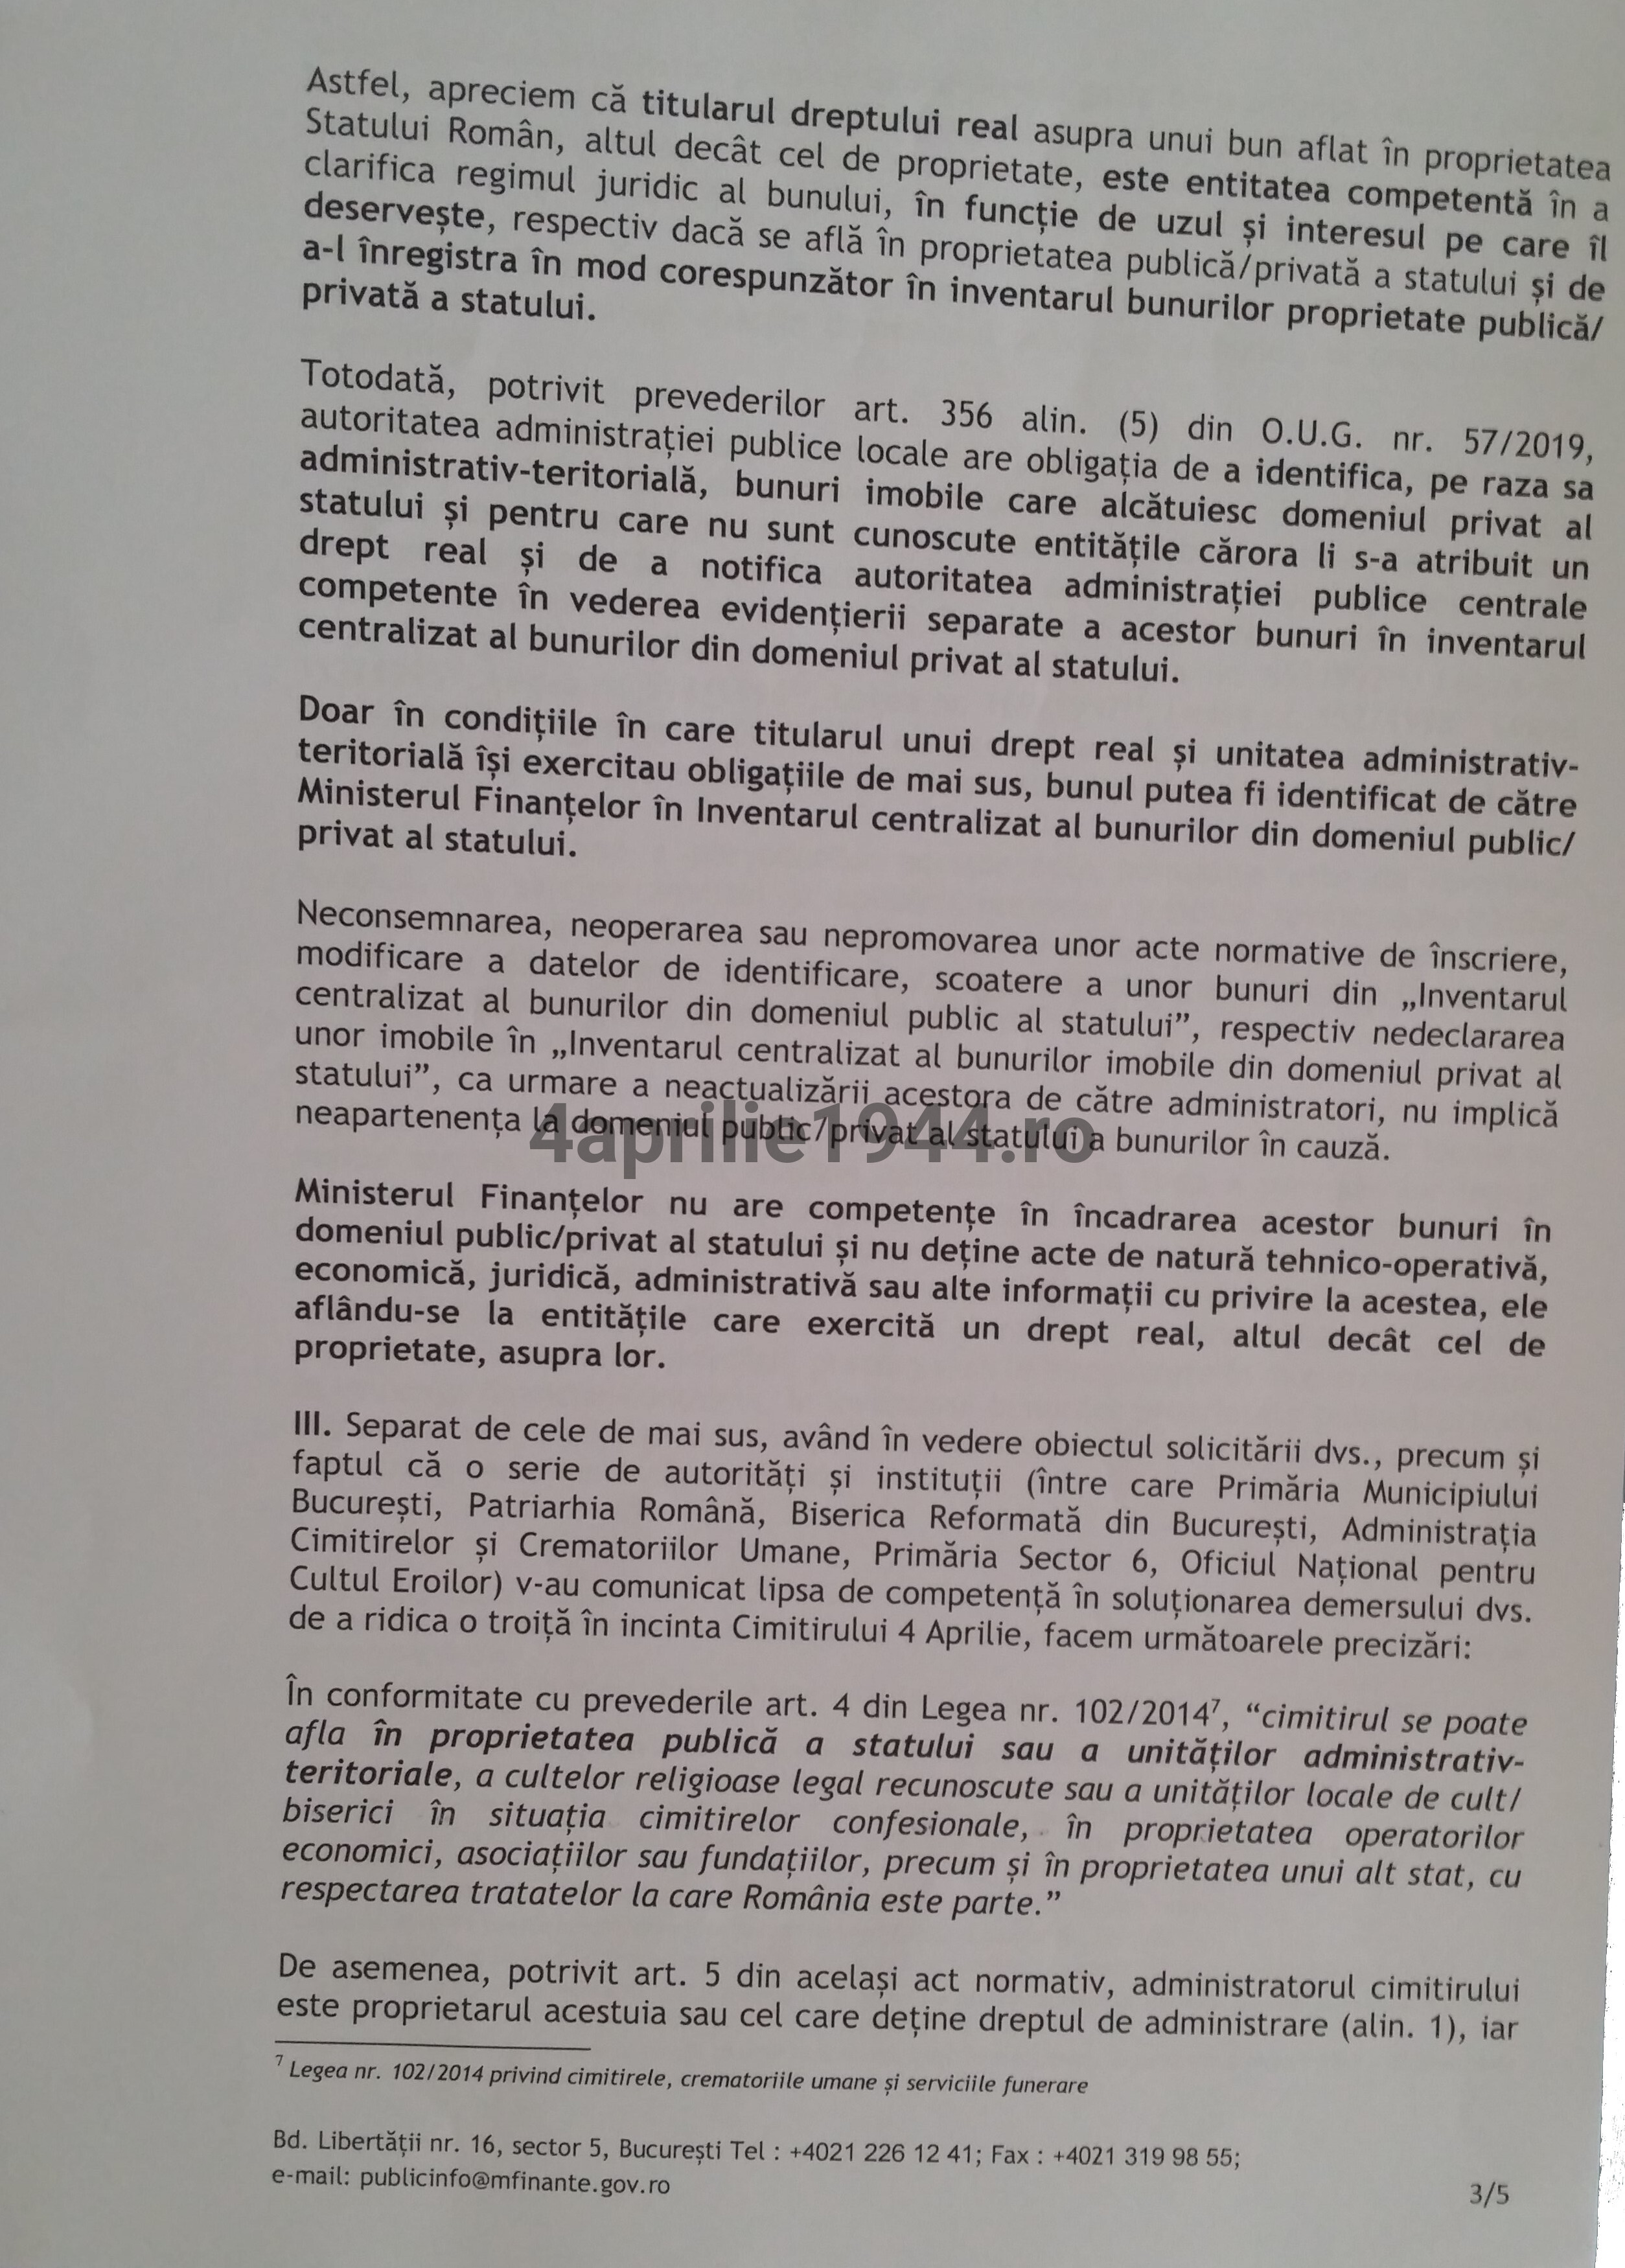 Astfel, apreciem că titularul dreptului real asupra unui bun aflat în proprietatea
Statului Român, altul decât cel de proprietate, este entitatea competentă în a
clarifica regimul juridic al bunului, în funcție de uzul și interesul pe care îl
deservește, respectiv dacă se află în proprietatea publică/privată a statului și de
a-l înregistra în mod corespunzător în inventarul bunurilor proprietate publică/
privată a statului.
Totodată, potrivit prevederilor art. 356 alin. (5) din O.U.G. nr. 57/2019,
autoritatea administrației publice locale are obligația de a identifica, pe raza sa
administrativ-teritorială, bunuri imobile care alcătuiesc domeniul privat al
statului și pentru care nu sunt cunoscute entitățile cărora li s-a atribuit un
drept real și de a notifica autoritatea administrației publice centrale
competente în vederea evidențierii separate a acestor bunuri în inventarul
centralizat al bunurilor din domeniul privat al statului.
Doar în condițiile în care titularul unui drept real și unitatea administrativ-
teritorială își exercitau obligațiile de mai sus, bunul putea fi identificat de către
Ministerul Finanțelor în Inventarul centralizat al bunurilor din domeniul public/
privat al statului.
Neconsemnarea, neoperarea sau nepromovarea unor acte normative de înscriere,
modificare a datelor de identificare, scoatere a unor bunuri din „Inventarul
centralizat al bunurilor din domeniul public al statului”, respectiv nedeclararea
unor imobile în „Inventarul centralizat al bunurilor imobile din domeniul privat al
statului”, ca urmare a neactualizării acestora de către administratori, nu implică
neapartenența la domeniul public/privat al statului a bunurilor în cauză.
4aprilie1944.ro
Ministerul Finanțelor nu are competențe în încadrarea acestor bunuri în
domeniul public/privat al statului și nu deține acte de natură tehnico-operativă,
economică, juridică, administrativă sau alte informații cu privire la acestea, ele
aflându-se la entitățile care exercită un drept real, altul decât cel de
proprietate, asupra lor.
III. Separat de cele de mai sus, având în vedere obiectul solicitării dvs., precum și
faptul că o serie de autorități și instituții (între care Primăria Municipiului
București, Patriarhia Română, Biserica Reformată din București, Administrația
Cimitirelor și Crematoriilor Umane, Primăria Sector 6, Oficiul Național pentru
Cultul Eroilor) v-au comunicat lipsa de competență în soluționarea demersului dvs.
de a ridica o troiță în incinta Cimitirului 4 Aprilie, facem următoarele precizări:
În conformitate cu prevederile art. 4 din Legea nr. 102/2014⁷, “cimitirul se poate
afla în proprietatea publică a statului sau a unităților administrativ-
teritoriale, a cultelor religioase legal recunoscute sau a unităților locale de cult/
biserici în situația cimitirelor confesionale, în proprietatea operatorilor
economici, asociațiilor sau fundațiilor, precum și în proprietatea unui alt stat, cu
respectarea tratatelor la care România este parte.”
De asemenea, potrivit art. 5 din același act normativ, administratorul cimitirului
este proprietarul acestuia sau cel care deține dreptul de administrare (alin. 1), iar
⁷ Legea nr. 102/2014 privind cimitirele, crematoriile umane și serviciile funerare
Bd. Libertății nr. 16, sector 5, București Tel : +4021 226 12 41; Fax : +4021 319 98 55;
e-mail: publicinfo@mfinante.gov.ro
3/5